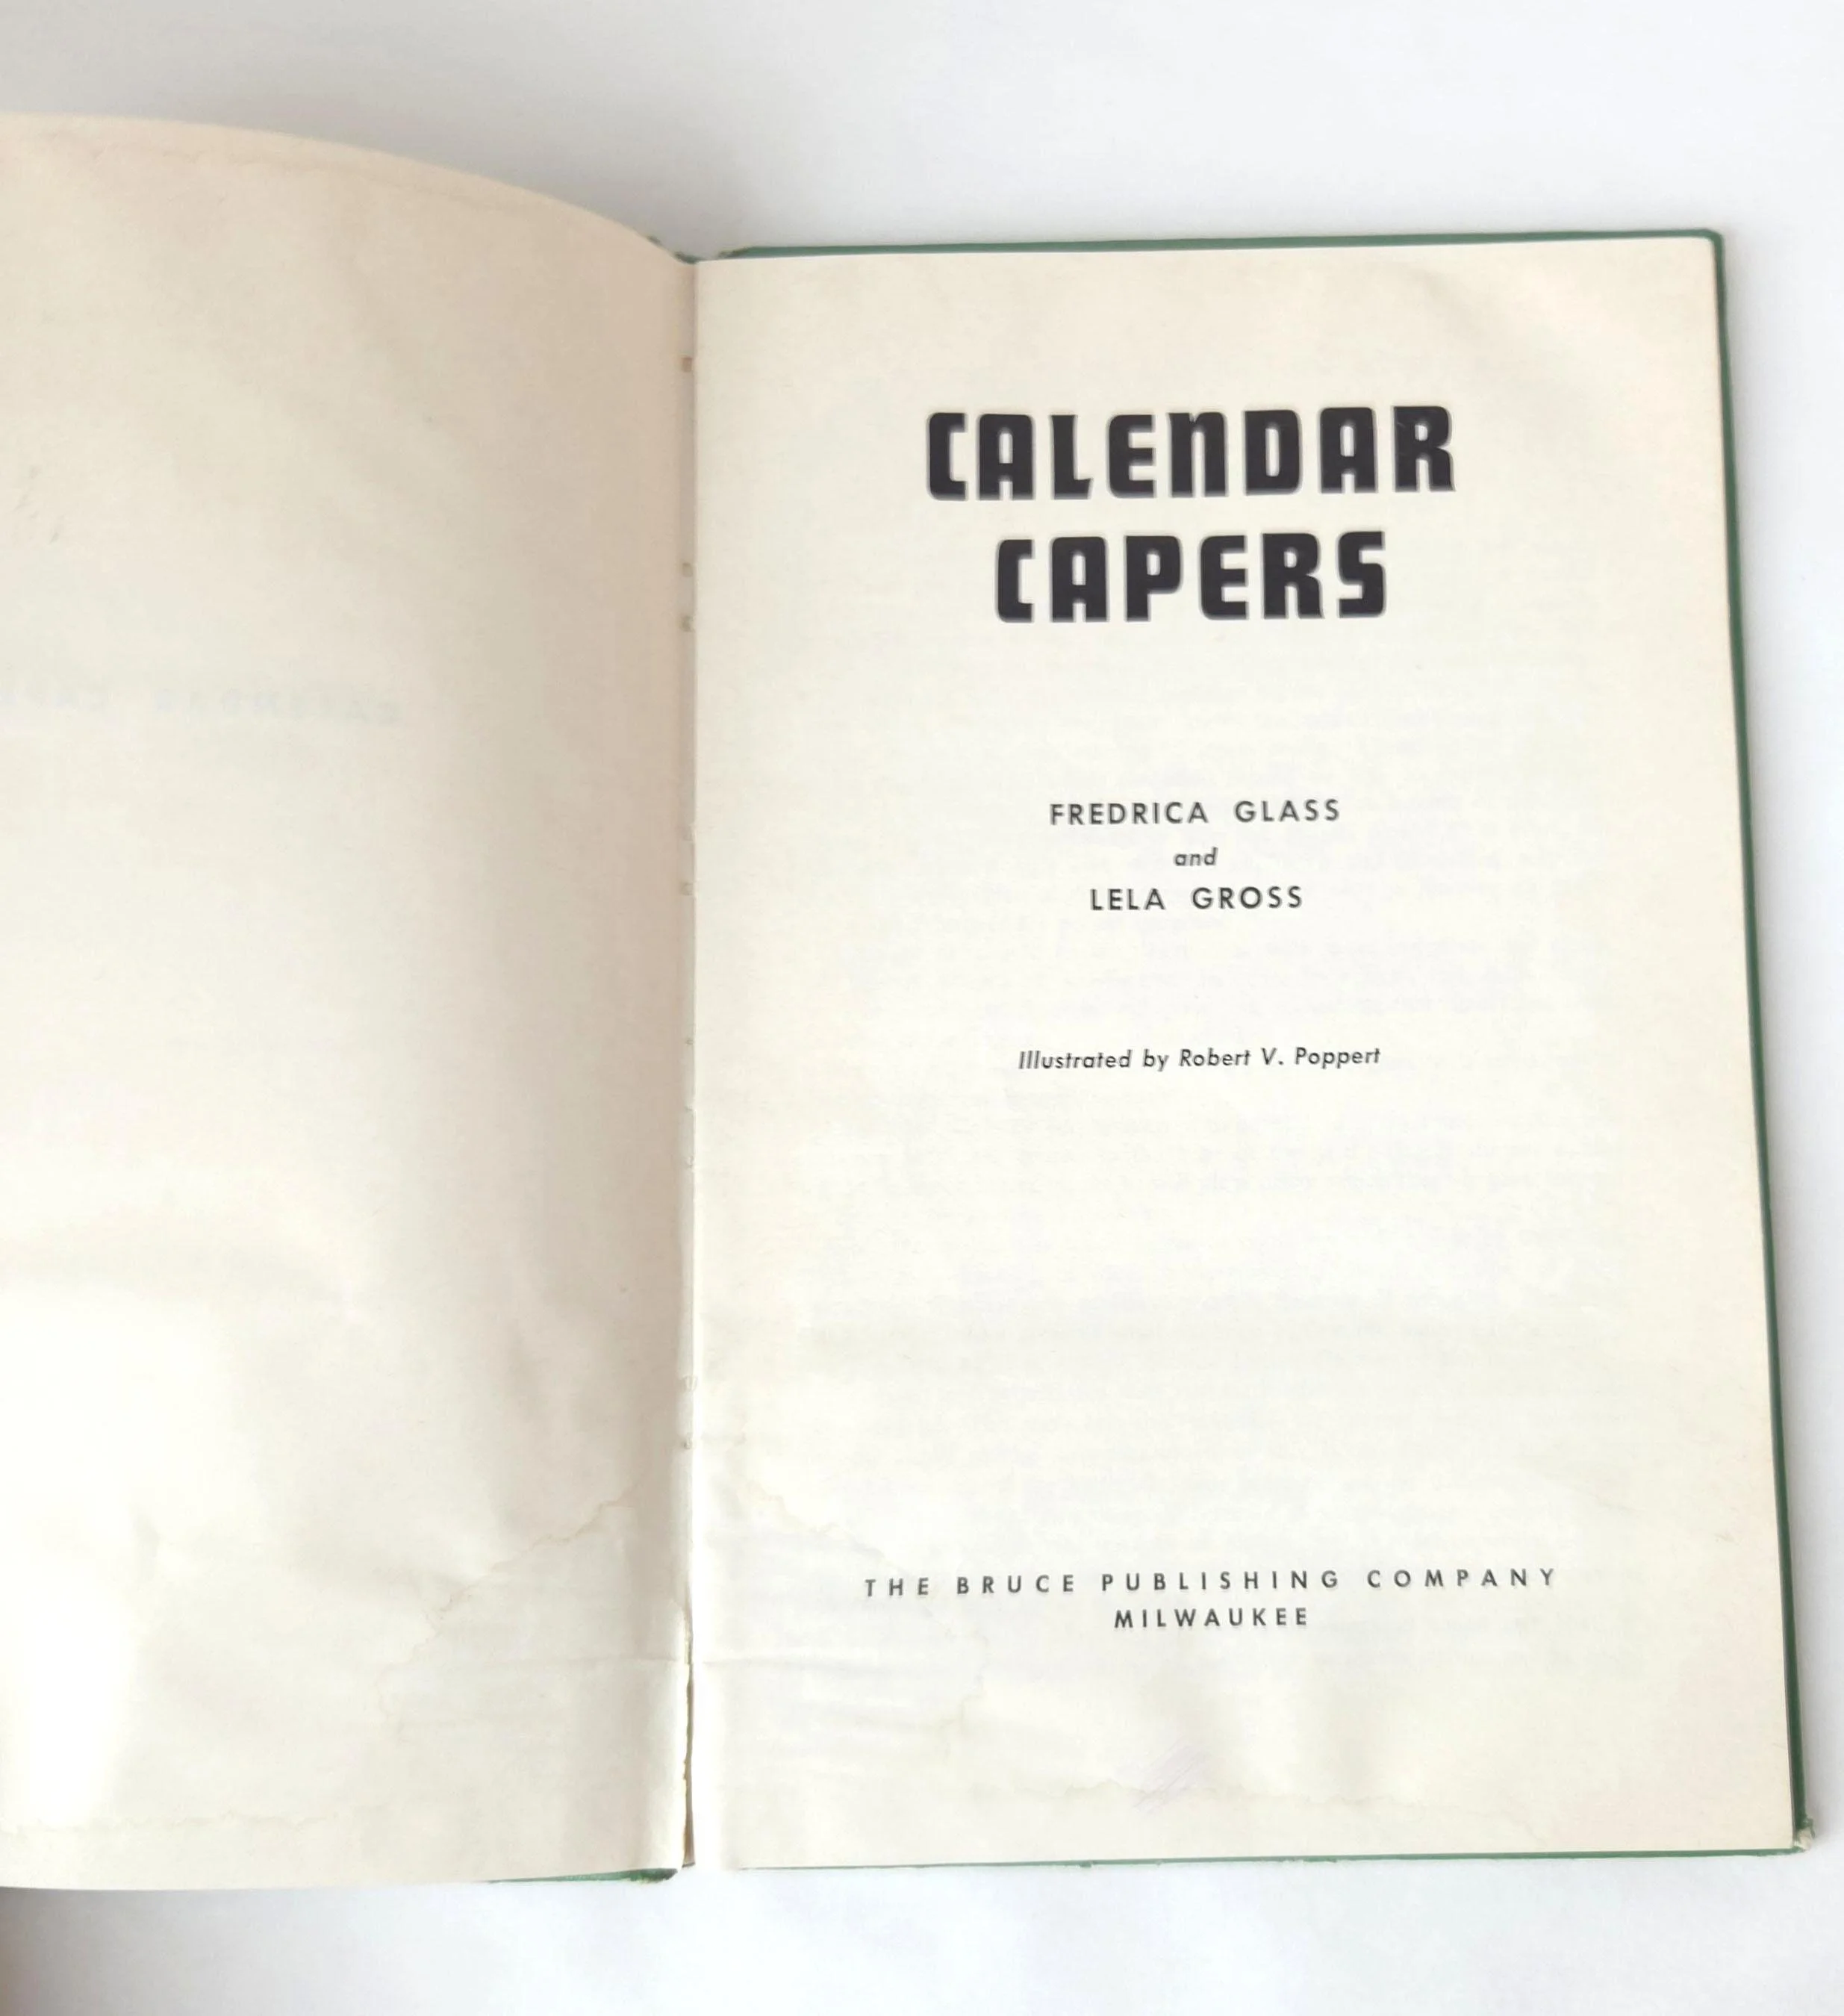 CALENDAR
CAPERS
FREDRICA GLASS
and
LELA GROSS
Illustrated by Robert V. Poppert
THE BRUCE PUBLISHING COMPANY
MILWAUKEE